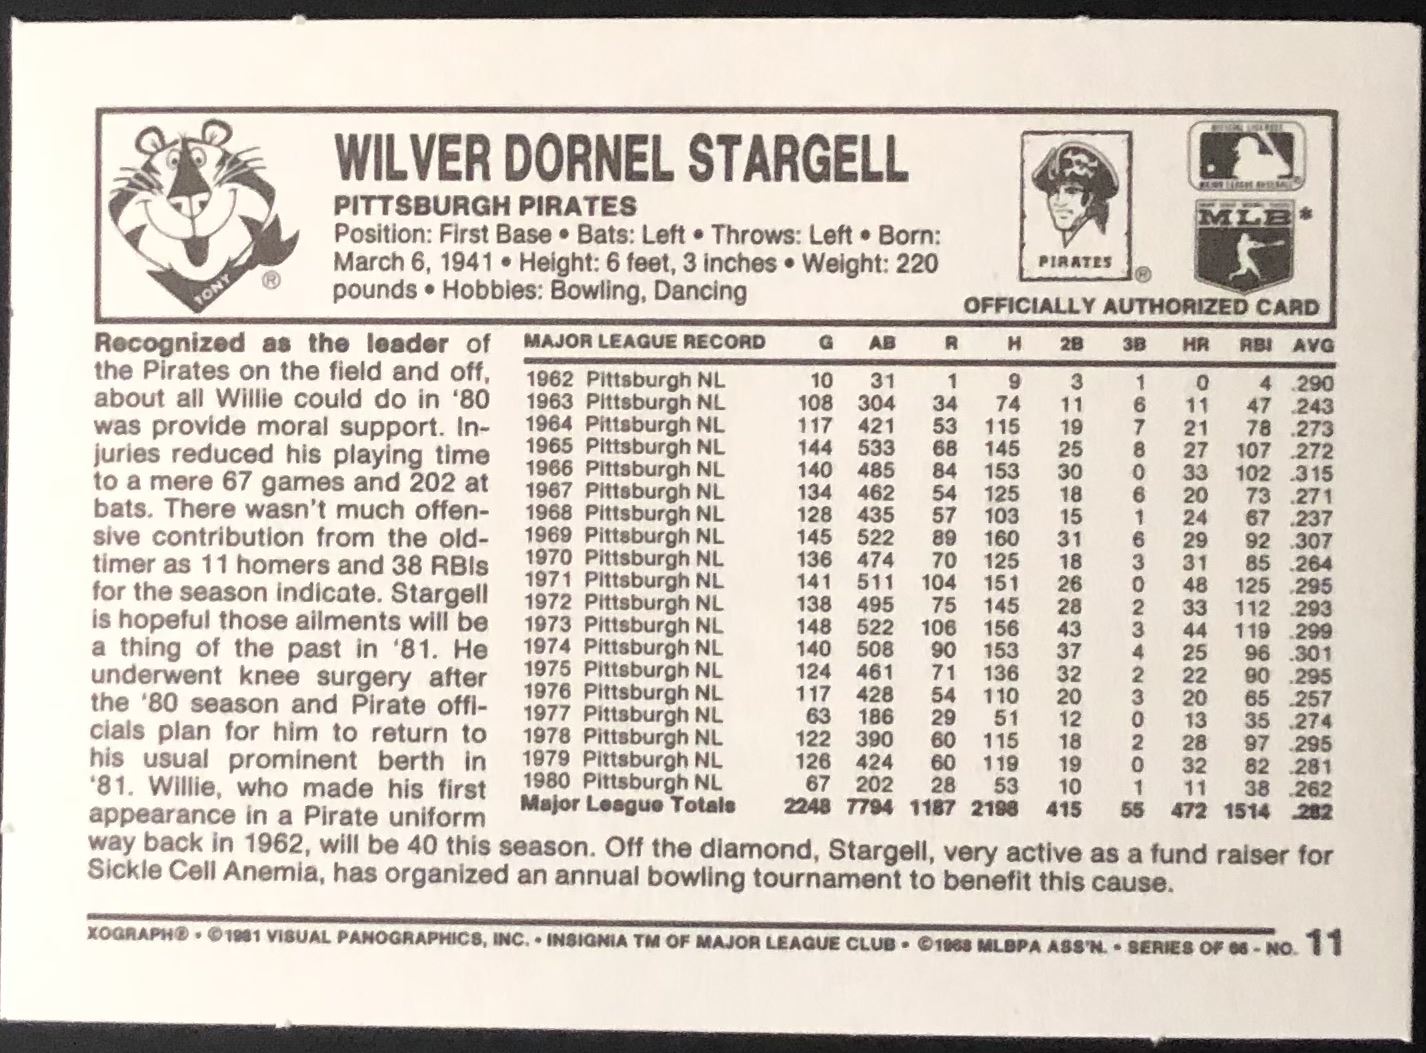 WILVER DORNEL STARGELL
PITTSBURGH PIRATES
Position: First Base • Bats: Left • Throws: Left • Born:
March 6, 1941 • Height: 6 feet, 3 inches • Weight: 220
pounds • Hobbies: Bowling, Dancing
TONY ®
PIRATES ®
MLB *
OFFICIALLY AUTHORIZED CARD
Recognized as the leader of
the Pirates on the field and off,
about all Willie could do in '80
was provide moral support. In-
juries reduced his playing time
to a mere 67 games and 202 at
bats. There wasn't much offen-
sive contribution from the old-
timer as 11 homers and 38 RBIs
for the season indicate. Stargell
is hopeful those ailments will be
a thing of the past in '81. He
underwent knee surgery after
the '80 season and Pirate offi-
cials plan for him to return to
his usual prominent berth in
'81. Willie, who made his first
appearance in a Pirate uniform
way back in 1962, will be 40 this season. Off the diamond, Stargell, very active as a fund raiser for
Sickle Cell Anemia, has organized an annual bowling tournament to benefit this cause.
MAJOR LEAGUE RECORD G AB R H 2B 3B HR RBI AVG
1962 Pittsburgh NL 10 31 1 9 3 1 0 4 .290
1963 Pittsburgh NL 108 304 34 74 11 6 11 47 .243
1964 Pittsburgh NL 117 421 53 115 19 7 21 78 .273
1965 Pittsburgh NL 144 533 68 145 25 8 27 107 .272
1966 Pittsburgh NL 140 485 84 153 30 0 33 102 .315
1967 Pittsburgh NL 134 462 54 125 18 6 20 73 .271
1968 Pittsburgh NL 128 435 57 103 15 1 24 67 .237
1969 Pittsburgh NL 145 522 89 160 31 6 29 92 .307
1970 Pittsburgh NL 136 474 70 125 18 3 31 85 .264
1971 Pittsburgh NL 141 511 104 151 26 0 48 125 .295
1972 Pittsburgh NL 138 495 75 145 28 2 33 112 .293
1973 Pittsburgh NL 148 522 106 156 43 3 44 119 .299
1974 Pittsburgh NL 140 508 90 153 37 4 25 96 .301
1975 Pittsburgh NL 124 461 71 136 32 2 22 90 .295
1976 Pittsburgh NL 117 428 54 110 20 3 20 65 .257
1977 Pittsburgh NL 63 186 29 51 12 0 13 35 .274
1978 Pittsburgh NL 122 390 60 115 18 2 28 97 .295
1979 Pittsburgh NL 126 424 60 119 19 0 32 82 .281
1980 Pittsburgh NL 67 202 28 53 10 1 11 38 .262
Major League Totals 2248 7794 1187 2198 415 55 472 1514 .282
XOGRAPH® • ©1981 VISUAL PANOGRAPHICS, INC. • INSIGNIA TM OF MAJOR LEAGUE CLUB • ©1968 MLBPA ASS'N. • SERIES OF 66 - NO. 11